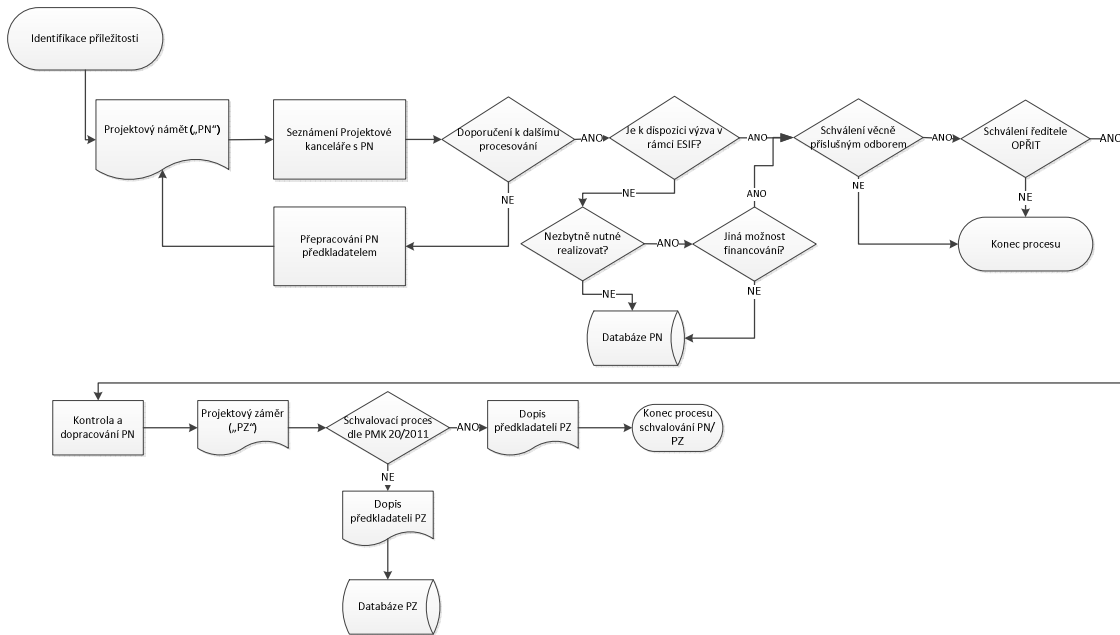 Identifikace příležitosti
Projektový námět („PN“)
Seznámení Projektové
kanceláře s PN
Doporučení k dalšímu
procesování
ANO
Je k dispozici výzva v
rámci ESIF?
ANO
Schválení věcně
příslušným odborem
ANO
Schválení ředitele
OPŘIT
ANO
NE
NE
ANO
NE
NE
Přepracování PN
předkladatelem
Nezbytně nutné
realizovat?
ANO
Jiná možnost
financování?
Konec procesu
NE
NE
Databáze PN
Kontrola a
dopracování PN
Projektový záměr
(„PZ“)
Schvalovací proces
dle PMK 20/2011
ANO
Dopis
předkladateli PZ
Konec procesu
schvalování PN/
PZ
NE
Dopis
předkladateli PZ
Databáze PZ